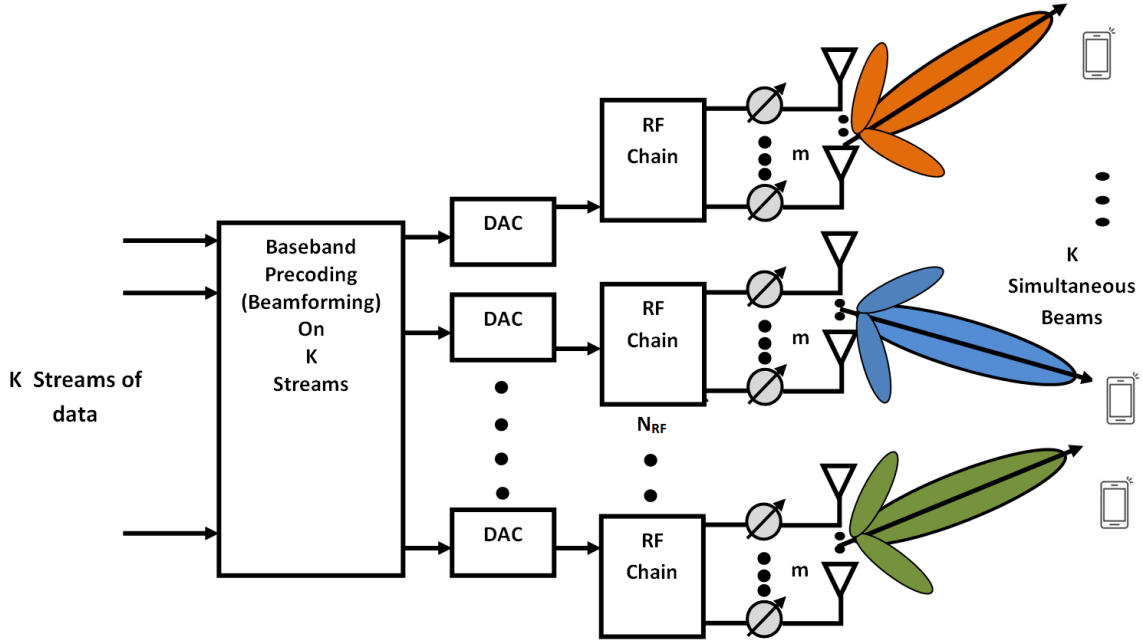 K Streams of
data
Baseband
Precoding
(Beamforming)
On
K
Streams
DAC
DAC
DAC
RF
Chain
RF
Chain
NRF
RF
Chain
m
m
m
K
Simultaneous
Beams